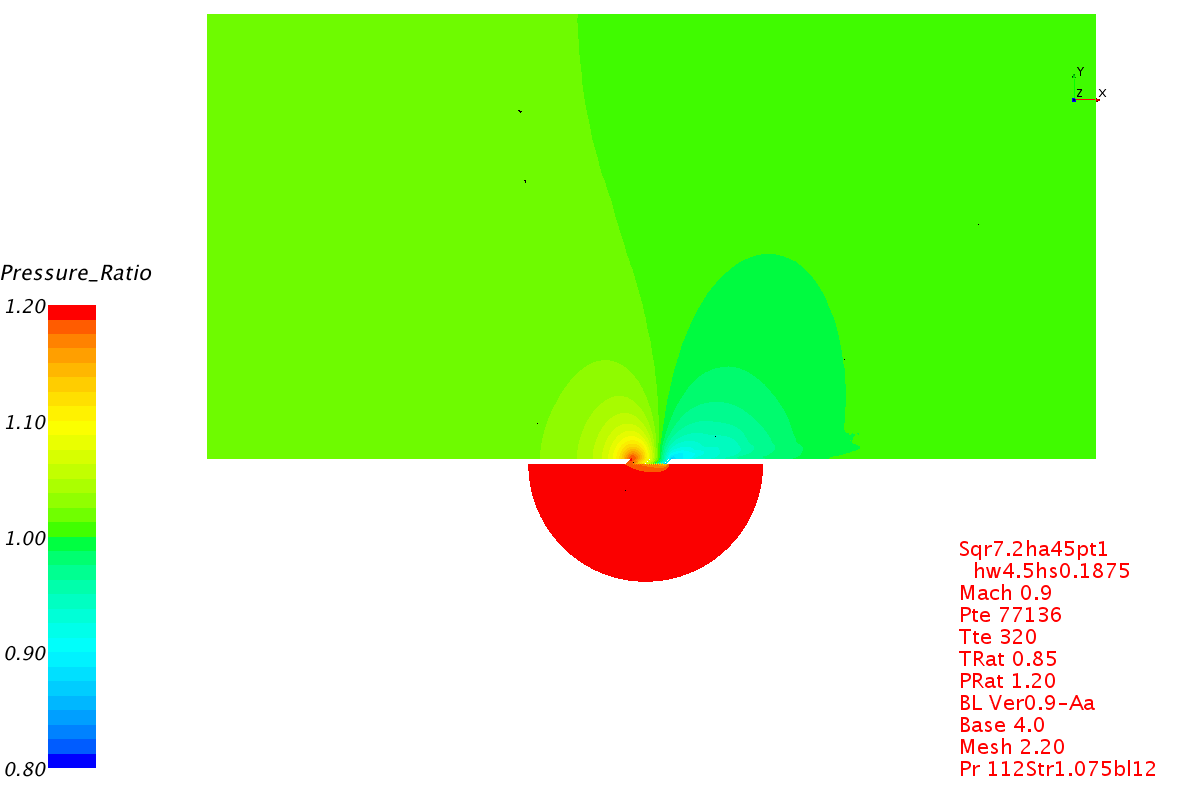 Y
Z X
Pressure_Ratio
1.20
1.10
1.00
0.90
0.80
Sqr7.2ha45pt1
hw4.5hs0.1875
Mach 0.9
Pte 77136
Tte 320
TRat 0.85
PRat 1.20
BL Ver0.9-Aa
Base 4.0
Mesh 2.20
Pr 112Str1.075bl12